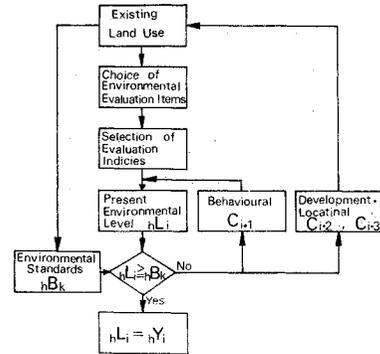 Existing
Land Use
Choice of
Environmental
Evaluation Items
Selection of
Evaluation
Indicies
Present
Environmental
Level hLi
Behavioural
Ci·1
Development·
Locatinal
Ci·2 , Ci·3
Environmental
Standards
hBk
hLi≥hBk
No
Yes
hLi=hYi